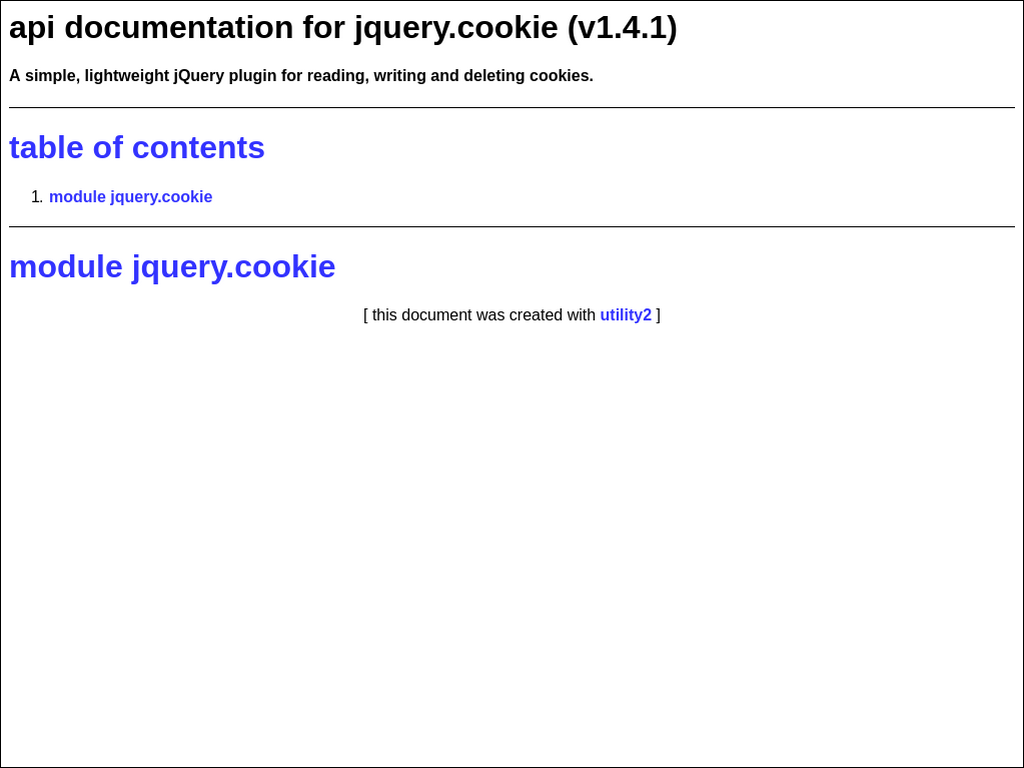 api documentation for jquery.cookie (v1.4.1)
A simple, lightweight jQuery plugin for reading, writing and deleting cookies.
table of contents
1. module jquery.cookie
module jquery.cookie
[ this document was created with utility2 ]